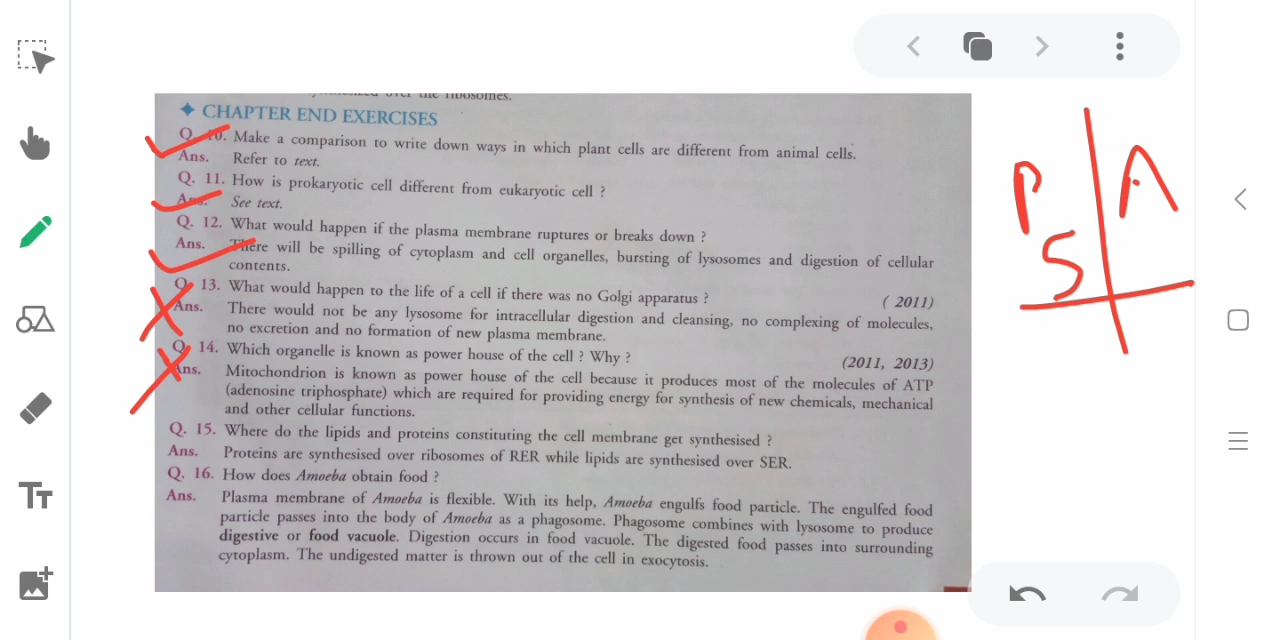 the ribosomes.
✦ CHAPTER END EXERCISES
Q. 10. Make a comparison to write down ways in which plant cells are different from animal cells.
Ans. Refer to text.
Q. 11. How is prokaryotic cell different from eukaryotic cell ?
Ans. See text.
Q. 12. What would happen if the plasma membrane ruptures or breaks down ?
Ans. There will be spilling of cytoplasm and cell organelles, bursting of lysosomes and digestion of cellular
contents.
Q. 13. What would happen to the life of a cell if there was no Golgi apparatus ? ( 2011)
Ans. There would not be any lysosome for intracellular digestion and cleansing, no complexing of molecules,
no excretion and no formation of new plasma membrane.
Q. 14. Which organelle is known as power house of the cell ? Why ? (2011, 2013)
Ans. Mitochondrion is known as power house of the cell because it produces most of the molecules of ATP
(adenosine triphosphate) which are required for providing energy for synthesis of new chemicals, mechanical
and other cellular functions.
Q. 15. Where do the lipids and proteins constituting the cell membrane get synthesised ?
Ans. Proteins are synthesised over ribosomes of RER while lipids are synthesised over SER.
Q. 16. How does Amoeba obtain food ?
Ans. Plasma membrane of Amoeba is flexible. With its help, Amoeba engulfs food particle. The engulfed food
particle passes into the body of Amoeba as a phagosome. Phagosome combines with lysosome to produce
digestive or food vacuole. Digestion occurs in food vacuole. The digested food passes into surrounding
cytoplasm. The undigested matter is thrown out of the cell in exocytosis.
P A
5
TT